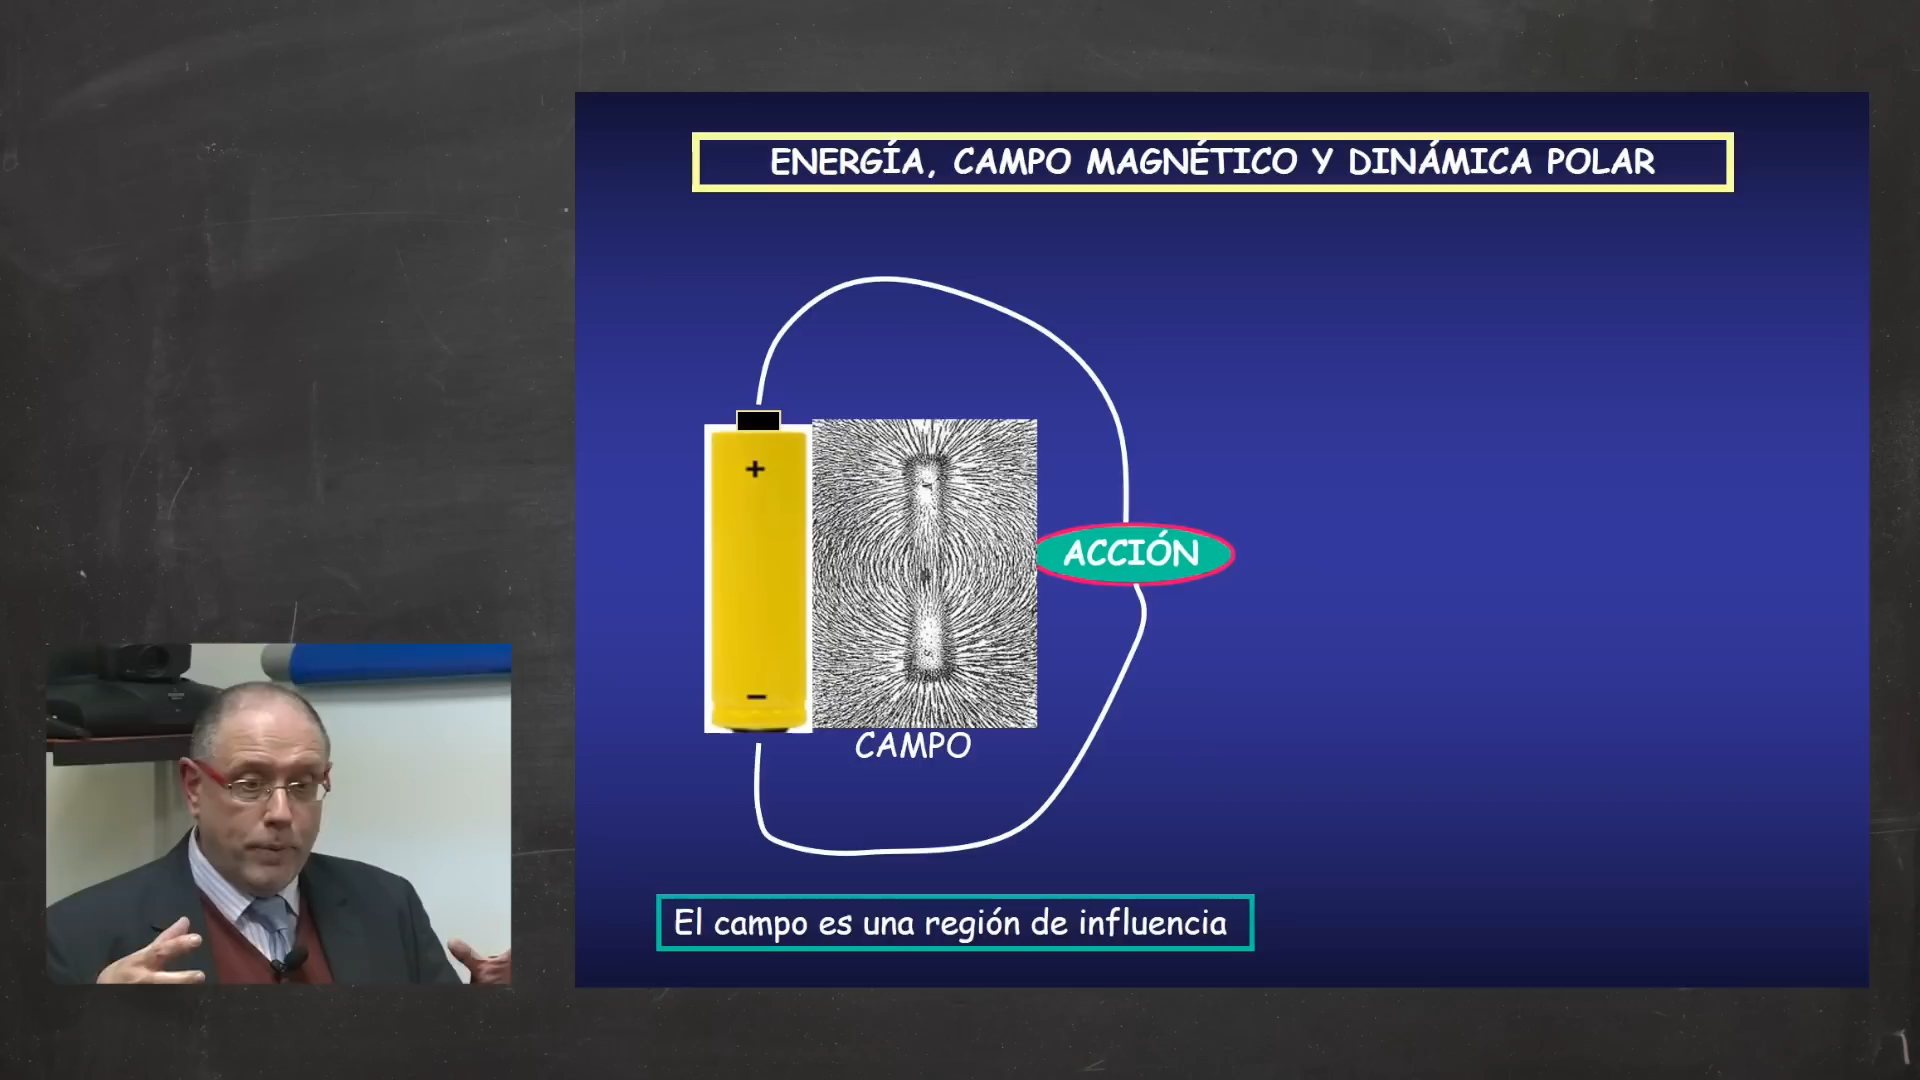 ENERGÍA, CAMPO MAGNÉTICO Y DINÁMICA POLAR
+
ACCIÓN
–
CAMPO
El campo es una región de influencia